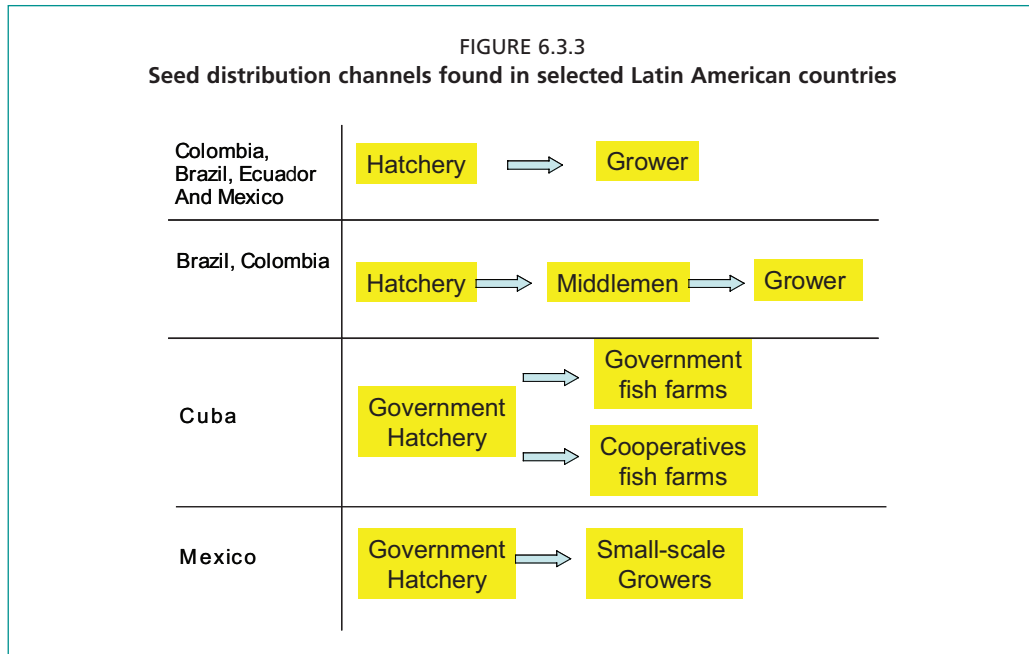 FIGURE 6.3.3
Seed distribution channels found in selected Latin American countries
Colombia,
Brazil, Ecuador
And Mexico
Hatchery
Grower
Brazil, Colombia
Hatchery
Middlemen
Grower
Cuba
Government
Hatchery
Government
fish farms
Cooperatives
fish farms
Mexico
Government
Hatchery
Small-scale
Growers